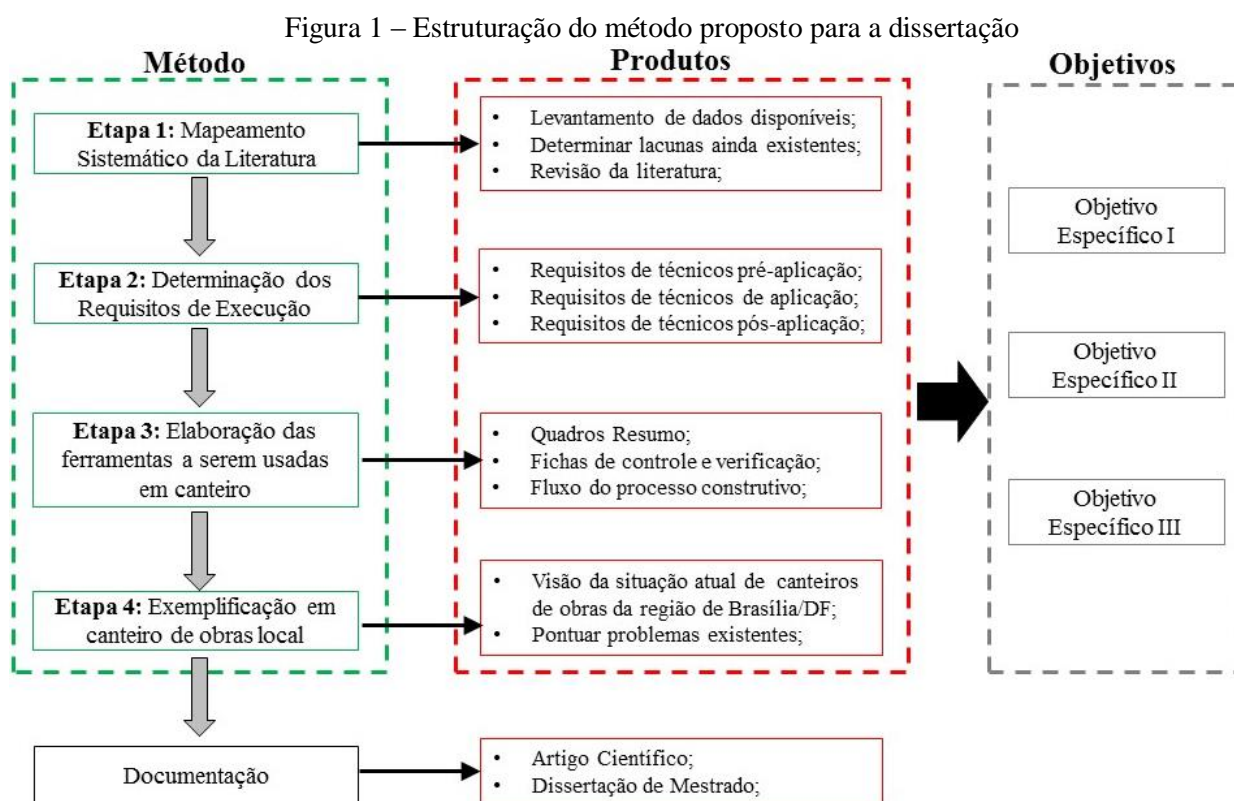 Figura 1 – Estruturação do método proposto para a dissertação
Método
Produtos
Objetivos
Etapa 1: Mapeamento
Sistemático da Literatura
• Levantamento de dados disponíveis;
• Determinar lacunas ainda existentes;
• Revisão da literatura;
Objetivo
Específico I
Etapa 2: Determinação dos
Requisitos de Execução
• Requisitos de técnicos pré-aplicação;
• Requisitos de técnicos de aplicação;
• Requisitos de técnicos pós-aplicação;
Objetivo
Específico II
Etapa 3: Elaboração das
ferramentas a serem usadas
em canteiro
• Quadros Resumo;
• Fichas de controle e verificação;
• Fluxo do processo construtivo;
Objetivo
Específico III
Etapa 4: Exemplificação em
canteiro de obras local
• Visão da situação atual de canteiros
de obras da região de Brasília/DF;
• Pontuar problemas existentes;
Documentação
• Artigo Científico;
• Dissertação de Mestrado;